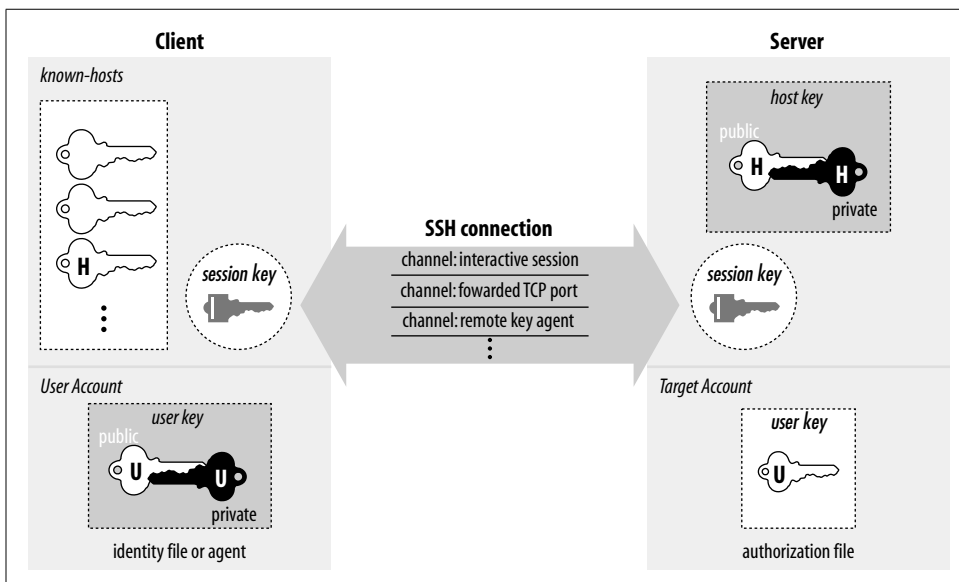 Client
Server
known-hosts
host key
public
H
H
private
SSH connection
channel: interactive session
channel: fowarded TCP port
channel: remote key agent
H
session key
session key
User Account
user key
public
U
U
private
identity file or agent
Target Account
user key
U
authorization file